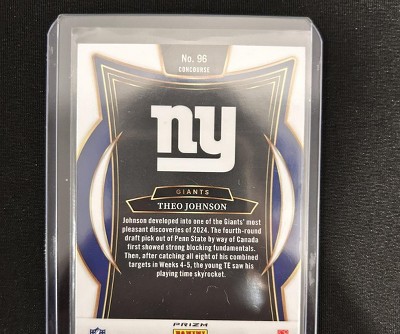 No. 96
CONCOURSE
ny
GIANTS
THEO JOHNSON
Johnson developed into one of the Giants' most
pleasant discoveries of 2024. The fourth-round
draft pick out of Penn State by way of Canada
first showed strong blocking fundamentals.
Then, after catching all eight of his combined
targets in Weeks 4-5, the young TE saw his
playing time skyrocket.
PRIZM
PANINI